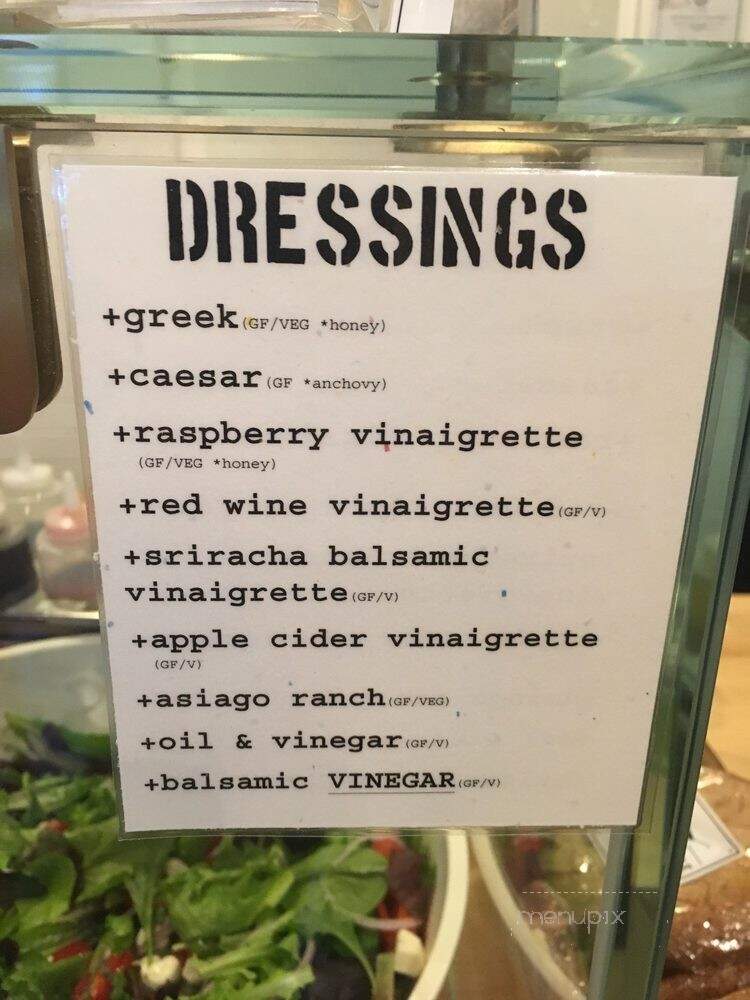 DRESSINGS
+greek (GF/VEG *honey)
+caesar (GF *anchovy)
+raspberry vinaigrette
(GF/VEG *honey)
+red wine vinaigrette (GF/V)
+sriracha balsamic
vinaigrette (GF/V)
+apple cider vinaigrette
(GF/V)
+asiago ranch (GF/VEG)
+oil & vinegar (GF/V)
+balsamic VINEGAR (GF/V)
menupix